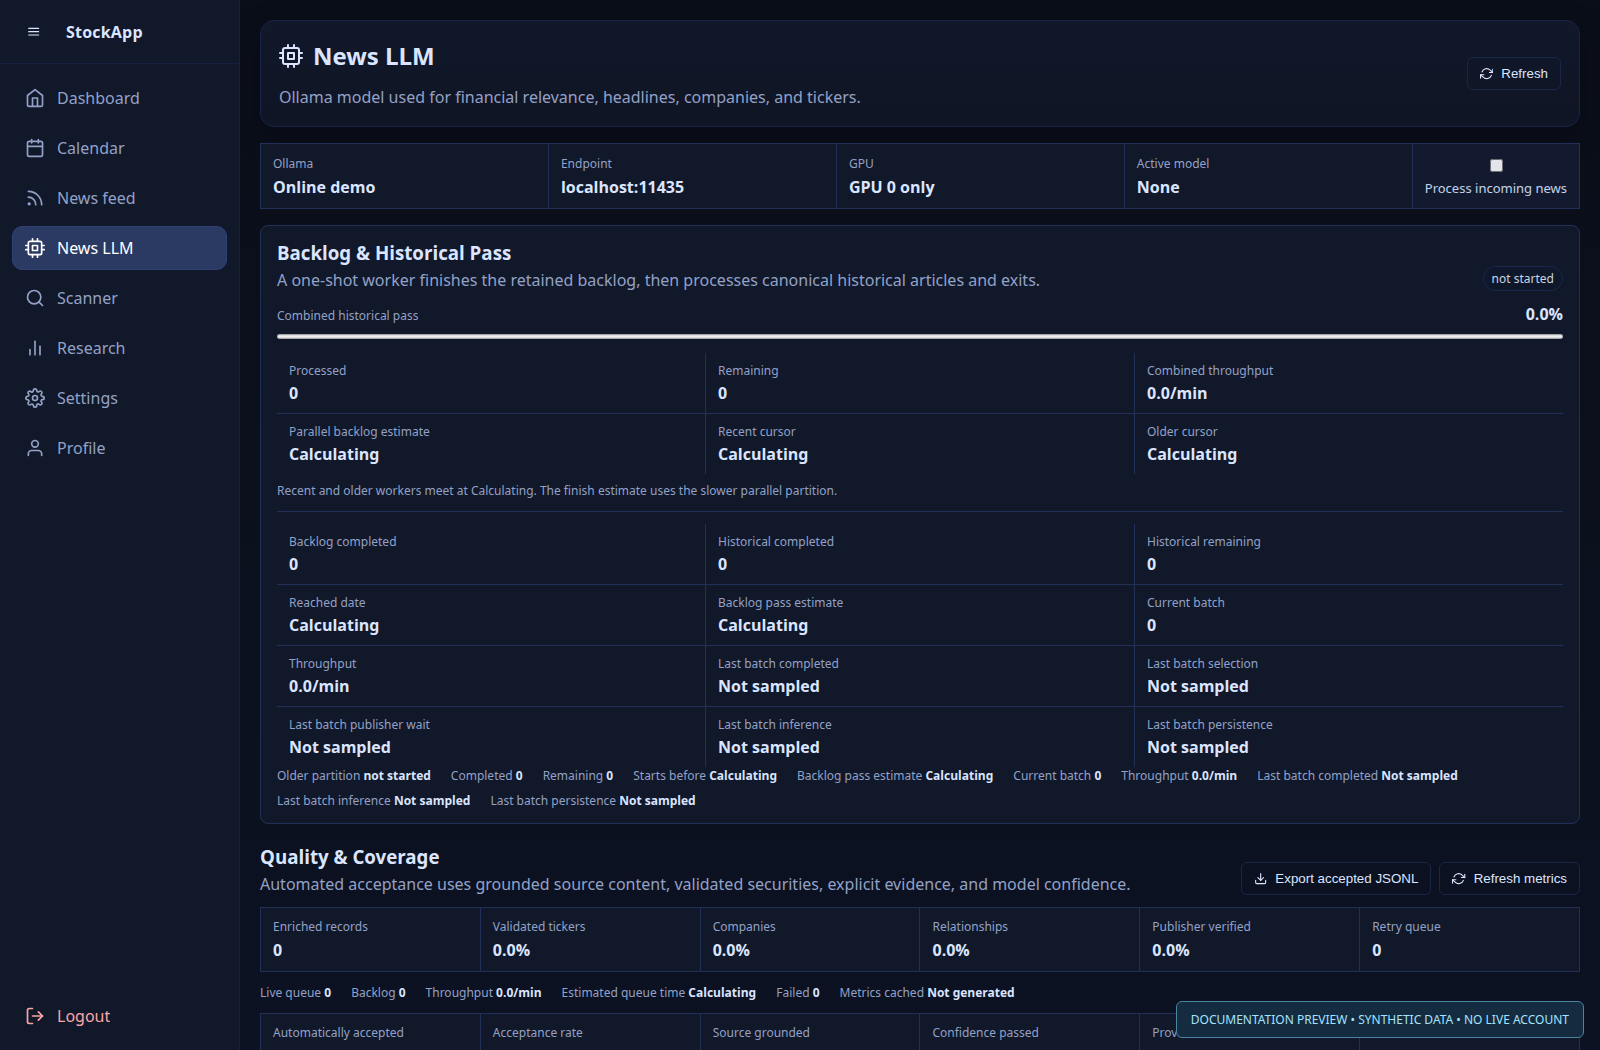 StockApp
Dashboard
Calendar
News feed
News LLM
Scanner
Research
Settings
Profile
Logout
News LLM
Ollama model used for financial relevance, headlines, companies, and tickers.
Refresh
Ollama Endpoint GPU Active model
Online demo localhost:11435 GPU 0 only None Process incoming news
Backlog & Historical Pass
A one-shot worker finishes the retained backlog, then processes canonical historical articles and exits.
not started
Combined historical pass 0.0%
Processed Remaining Combined throughput
0 0 0.0/min
Parallel backlog estimate Recent cursor Older cursor
Calculating Calculating Calculating
Recent and older workers meet at Calculating. The finish estimate uses the slower parallel partition.
Backlog completed Historical completed Historical remaining
0 0 0
Reached date Backlog pass estimate Current batch
Calculating Calculating 0
Throughput Last batch completed Last batch selection
0.0/min Not sampled Not sampled
Last batch publisher wait Last batch inference Last batch persistence
Not sampled Not sampled Not sampled
Older partition not started Completed 0 Remaining 0 Starts before Calculating Backlog pass estimate Calculating Current batch 0 Throughput 0.0/min Last batch completed Not sampled
Last batch inference Not sampled Last batch persistence Not sampled
Quality & Coverage
Automated acceptance uses grounded source content, validated securities, explicit evidence, and model confidence.
Export accepted JSONL Refresh metrics
Enriched records Validated tickers Companies Relationships Publisher verified Retry queue
0 0.0% 0.0% 0.0% 0.0% 0
Live queue 0 Backlog 0 Throughput 0.0/min Estimated queue time Calculating Failed 0 Metrics cached Not generated
Automatically accepted Acceptance rate Source grounded Confidence passed
DOCUMENTATION PREVIEW • SYNTHETIC DATA • NO LIVE ACCOUNT